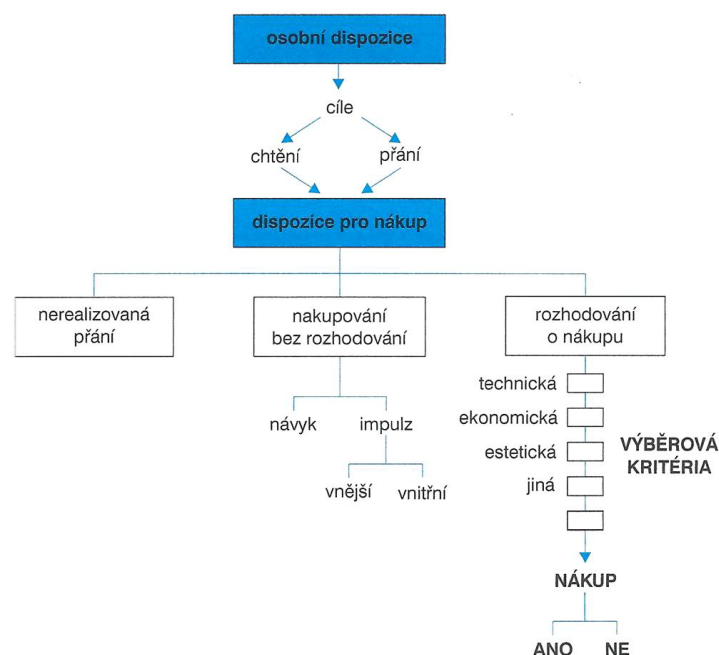 osobní dispozice
cíle
chtění
přání
dispozice pro nákup
nerealizovaná
přání
nakupování
bez rozhodování
rozhodování
o nákupu
technická
ekonomická
estetická
jiná
VÝBĚROVÁ
KRITÉRIA
návyk
impulz
vnější
vnitřní
NÁKUP
ANO
NE